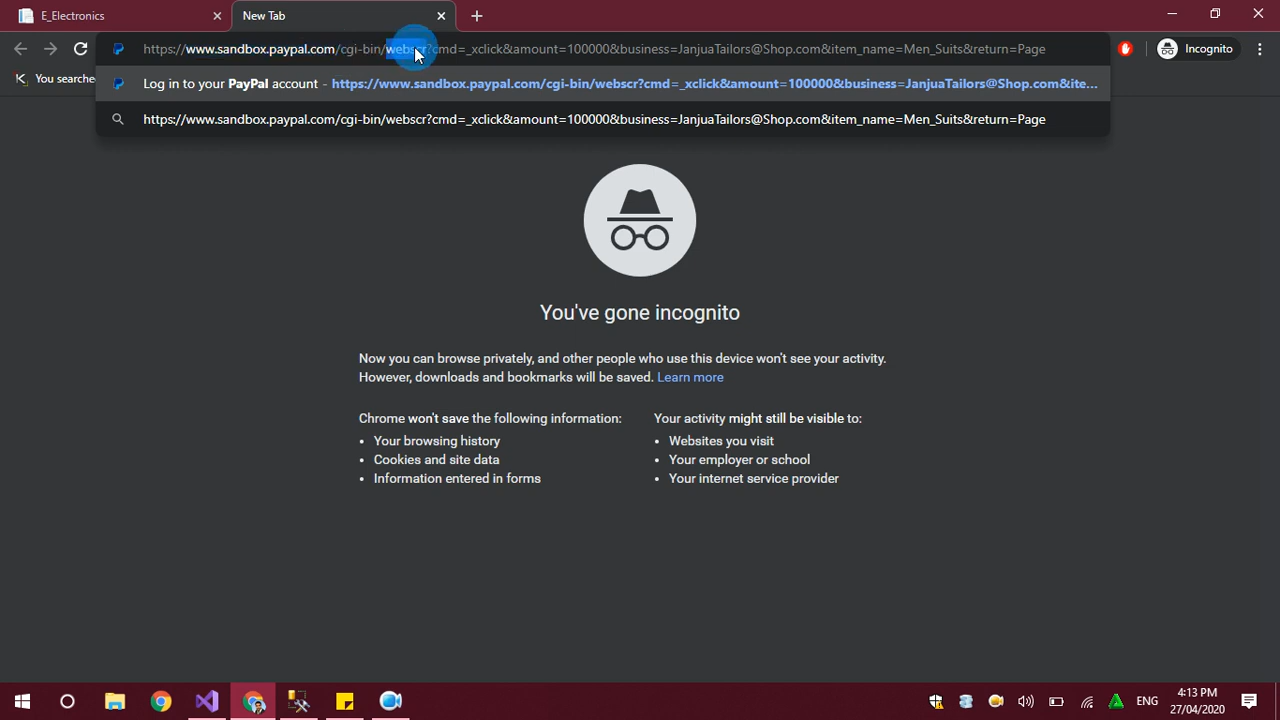 E_Electronics
New Tab
https://www.sandbox.paypal.com/cgi-bin/webscr?cmd=_xclick&amount=100000&business=JanjuaTailors@Shop.com&item_name=Men_Suits&return=Page
Incognito
You searche
Log in to your PayPal account - https://www.sandbox.paypal.com/cgi-bin/webscr?cmd=_xclick&amount=100000&business=JanjuaTailors@Shop.com&ite...
https://www.sandbox.paypal.com/cgi-bin/webscr?cmd=_xclick&amount=100000&business=JanjuaTailors@Shop.com&item_name=Men_Suits&return=Page
You've gone incognito
Now you can browse privately, and other people who use this device won't see your activity.
However, downloads and bookmarks will be saved. Learn more
Chrome won't save the following information:
• Your browsing history
• Cookies and site data
• Information entered in forms
Your activity might still be visible to:
• Websites you visit
• Your employer or school
• Your internet service provider
ENG
4:13 PM
27/04/2020